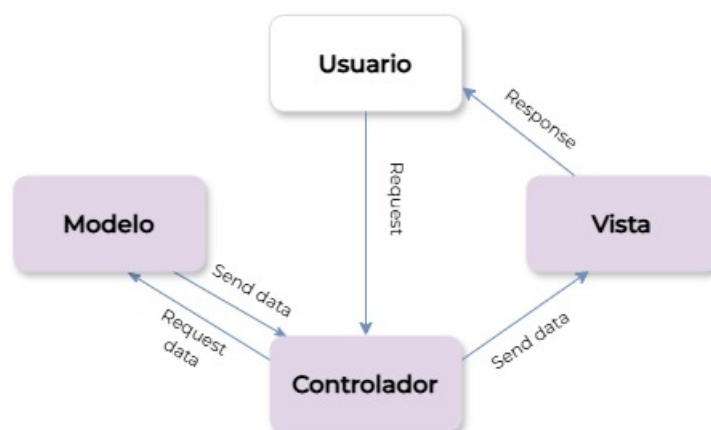 Usuario
Response
Request
Modelo
Vista
Send data
Request
data
Send data
Controlador